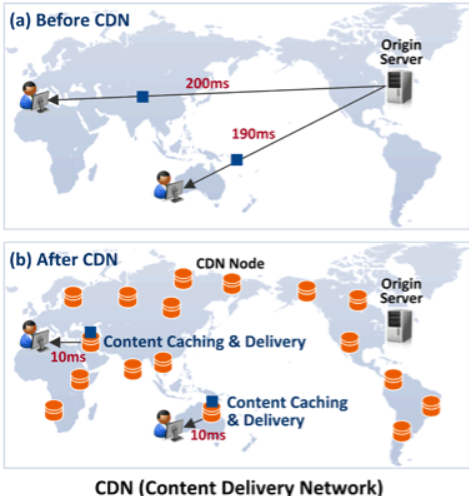 (a) Before CDN
Origin
Server
200ms
190ms
(b) After CDN
CDN Node
Origin
Server
Content Caching & Delivery
10ms
Content Caching
& Delivery
10ms
CDN (Content Delivery Network)